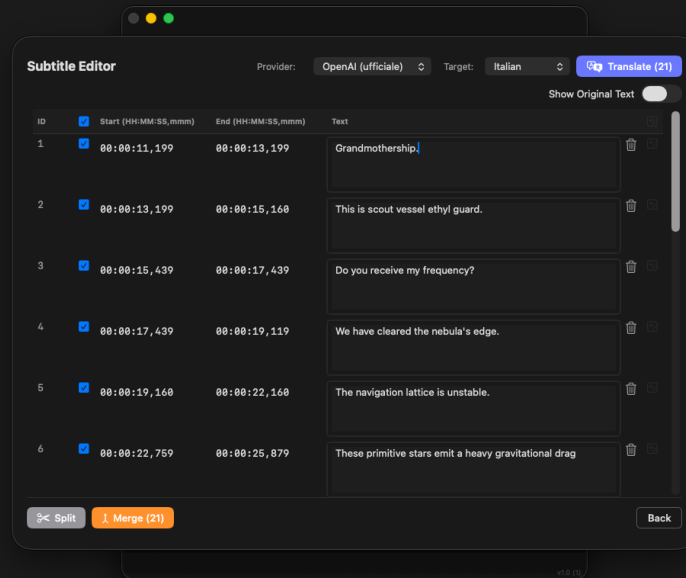 Subtitle Editor Provider: OpenAI (ufficiale) Target: Italian Translate (21)
Show Original Text
ID Start (HH:MM:SS,mmm) End (HH:MM:SS,mmm) Text
1 00:00:11,199 00:00:13,199 Grandmothership.
2 00:00:13,199 00:00:15,160 This is scout vessel ethyl guard.
3 00:00:15,439 00:00:17,439 Do you receive my frequency?
4 00:00:17,439 00:00:19,119 We have cleared the nebula's edge.
5 00:00:19,160 00:00:22,160 The navigation lattice is unstable.
6 00:00:22,759 00:00:25,879 These primitive stars emit a heavy gravitational drag
Split Merge (21) Back
v1.0 (1)